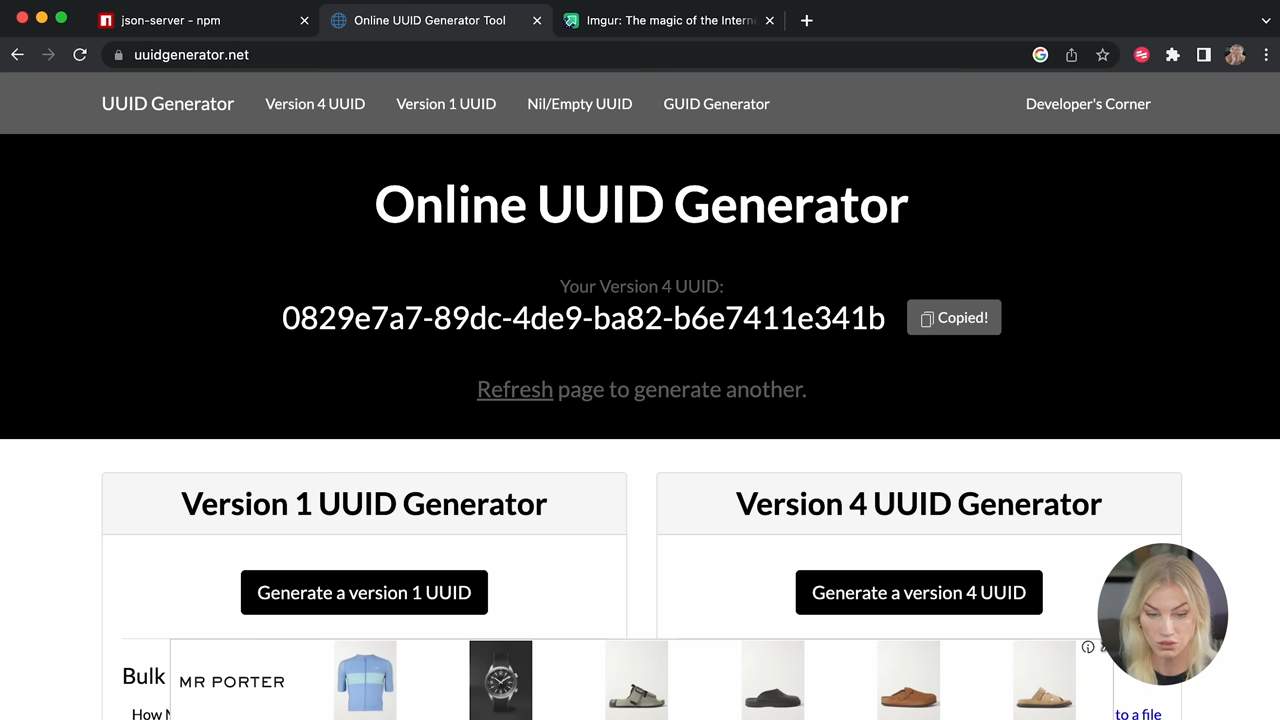 json-server - npm
Online UUID Generator Tool
Imgur: The magic of the Intern
uuidgenerator.net
UUID Generator
Version 4 UUID
Version 1 UUID
Nil/Empty UUID
GUID Generator
Developer's Corner
Online UUID Generator
Your Version 4 UUID:
0829e7a7-89dc-4de9-ba82-b6e7411e341b
Copied!
Refresh page to generate another.
Version 1 UUID Generator
Version 4 UUID Generator
Generate a version 1 UUID
Generate a version 4 UUID
Bulk
MR PORTER
How
to a file